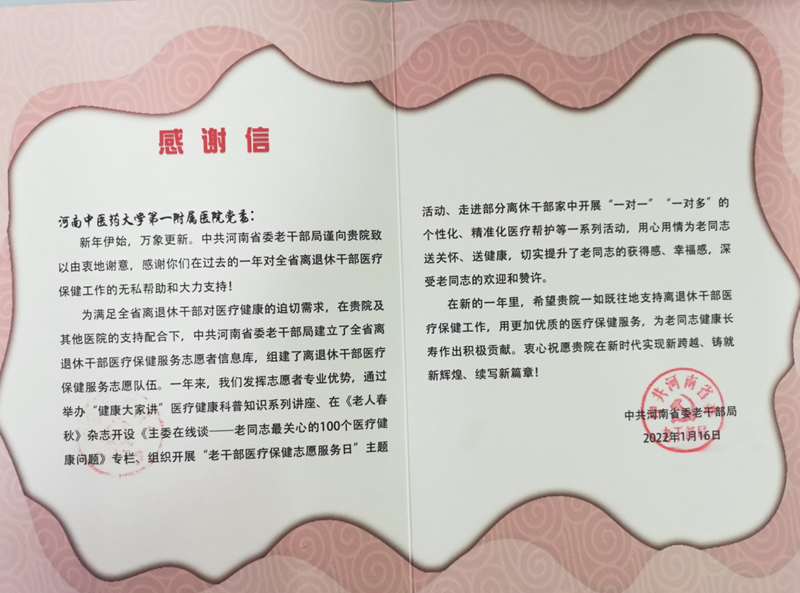 感谢信
河南中医药大学第一附属医院党委：
新年伊始，万象更新。中共河南省委老干部局谨向贵院致
以由衷地谢意，感谢你们在过去的一年对全省离退休干部医疗
保健工作的无私帮助和大力支持！
为满足全省离退休干部对医疗健康的迫切需求，在贵院及
其他医院的支持配合下，中共河南省委老干部局建立了全省离
退休干部医疗保健服务志愿者信息库，组建了离退休干部医疗
保健服务志愿队伍。一年来，我们发挥志愿者专业优势，通过
举办“健康大家讲”医疗健康科普知识系列讲座、在《老人春
秋》杂志开设《主委在线谈——老同志最关心的100个医疗健
康问题》专栏、组织开展“老干部医疗保健志愿服务日”主题
活动、走进部分离休干部家中开展“一对一”“一对多”的
个性化、精准化医疗帮护等一系列活动，用心用情为老同志
送关怀、送健康，切实提升了老同志的获得感、幸福感，深
受老同志的欢迎和赞许。
在新的一年里，希望贵院一如既往地支持离退休干部医
疗保健工作，用更加优质的医疗保健服务，为老同志健康长
寿作出积极贡献。衷心祝愿贵院在新时代实现新跨越、铸就
新辉煌、续写新篇章！
中共河南省委老干部局
2022年1月16日